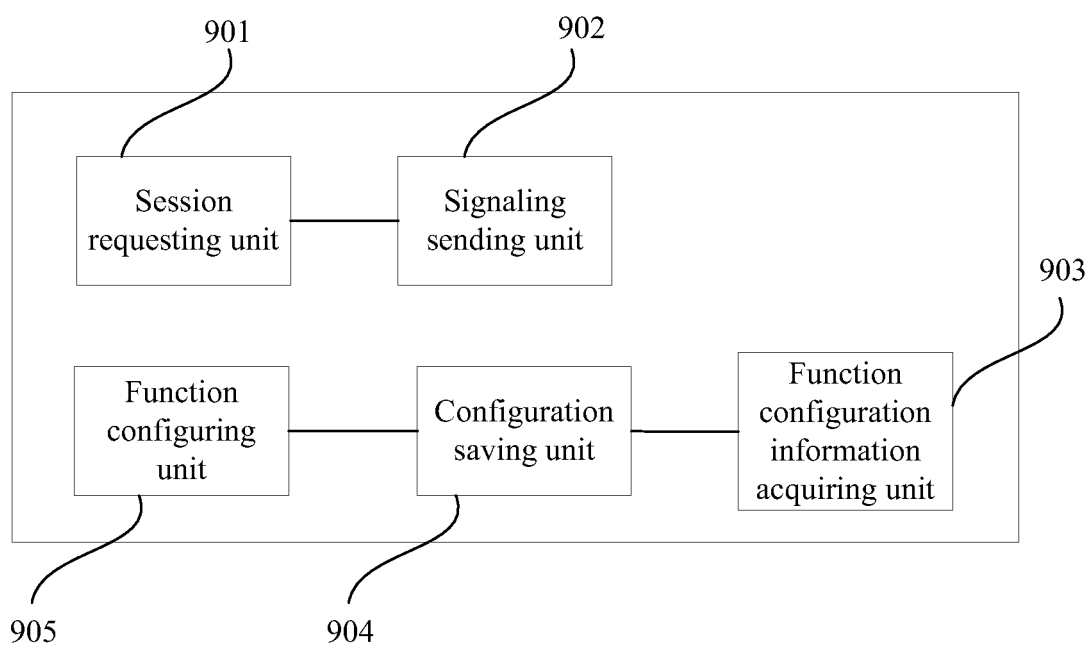 901
902
Session
requesting unit
Signaling
sending unit
903
Function
configuring
unit
Configuration
saving unit
Function
configuration
information
acquiring unit
905
904